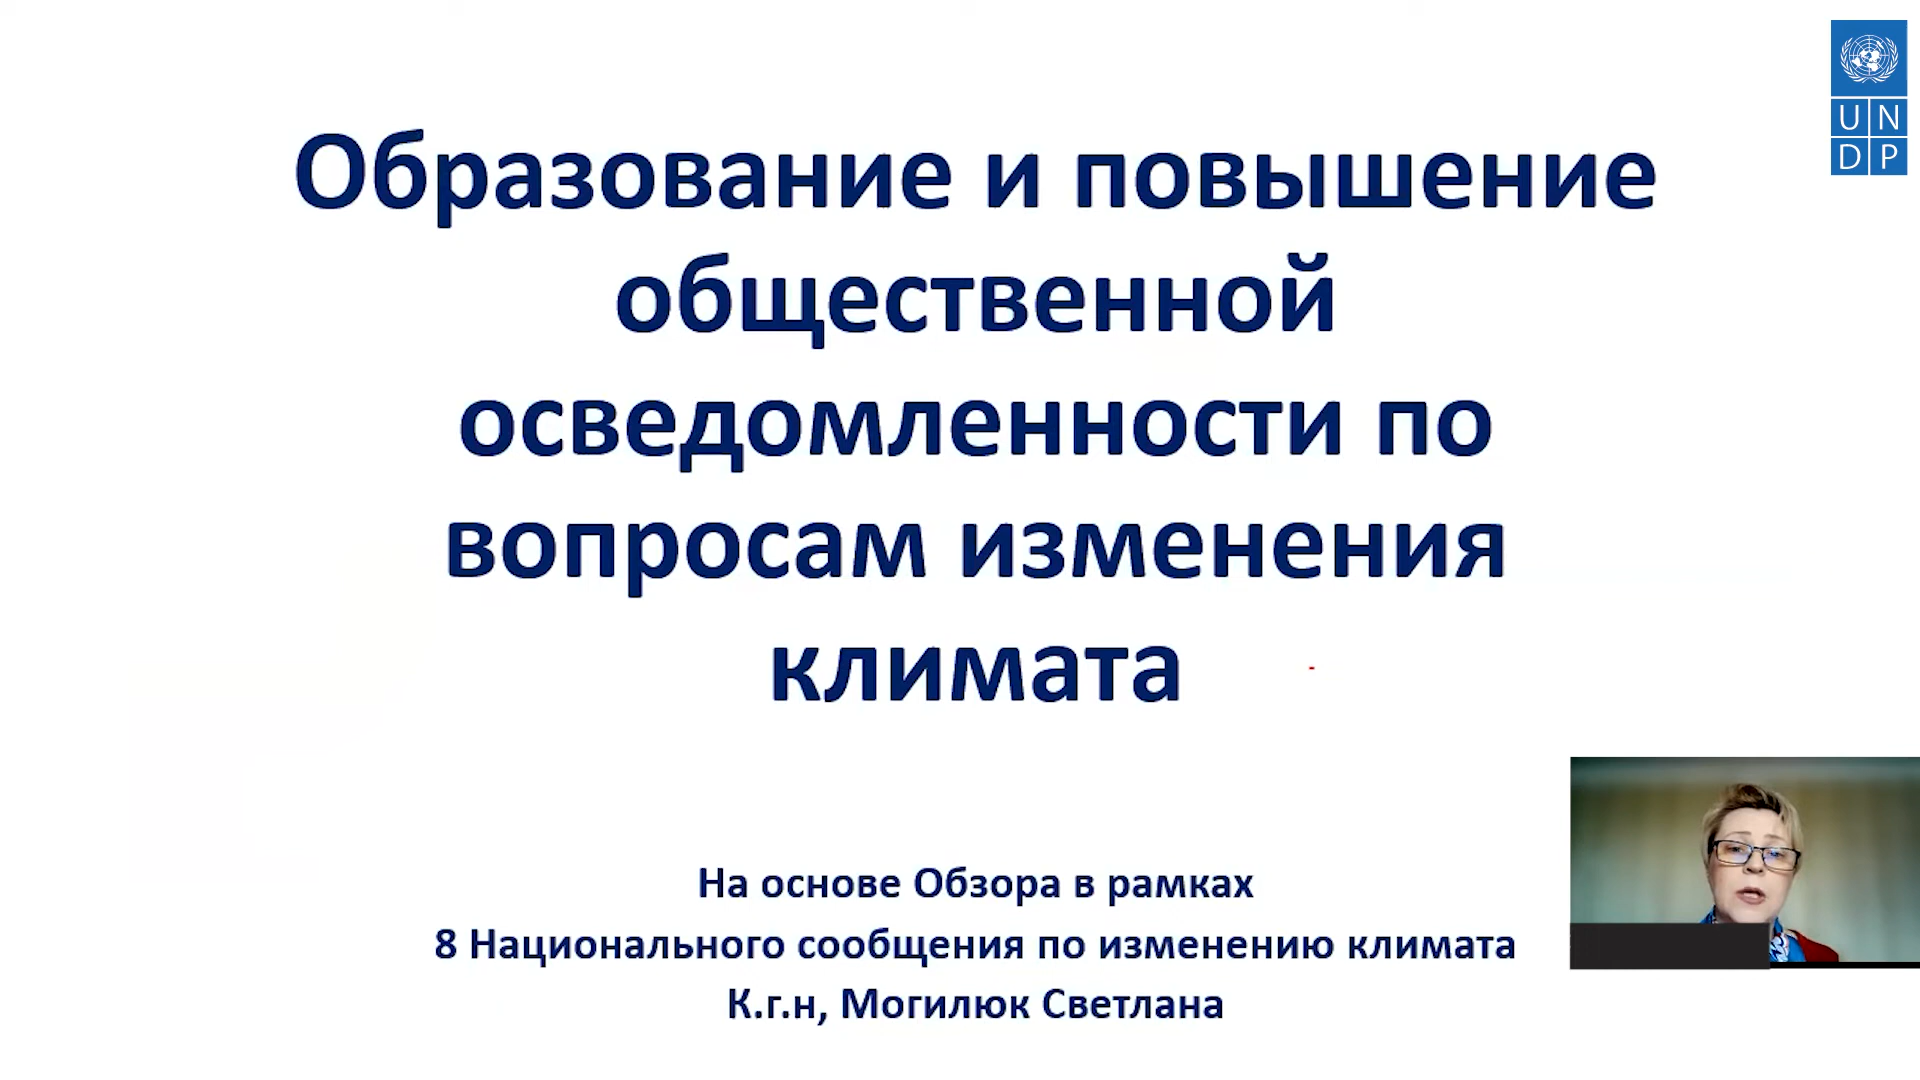 Образование и повышение
общественной
осведомленности по
вопросам изменения
климата
На основе Обзора в рамках
8 Национального сообщения по изменению климата
К.г.н, Могилюк Светлана
U N
D P